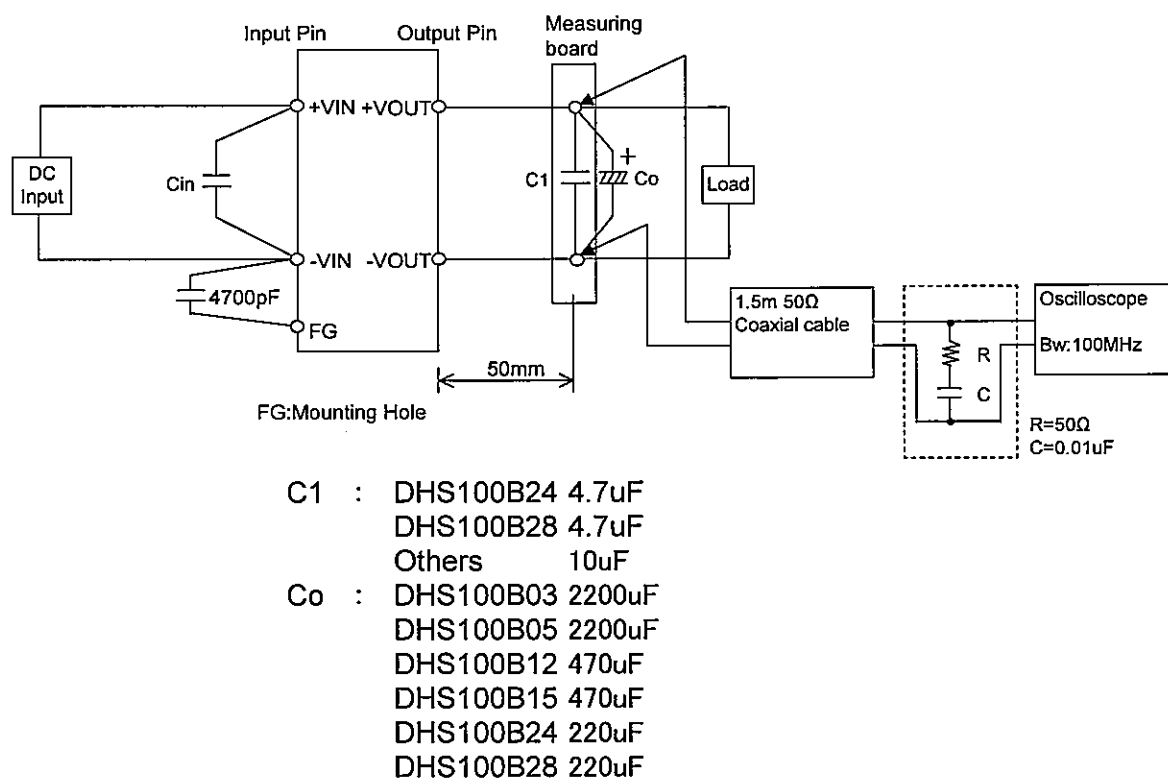 Input Pin
Output Pin
Measuring
board
+VIN
+VOUT
DC
Input
Cin
C1
+
Co
Load
-VIN
-VOUT
4700pF
FG
1.5m 50Ω
Coaxial cable
R
C
Oscilloscope
Bw:100MHz
50mm
R=50Ω
C=0.01uF
FG:Mounting Hole
C1 : DHS100B24 4.7uF
DHS100B28 4.7uF
Others 10uF
Co : DHS100B03 2200uF
DHS100B05 2200uF
DHS100B12 470uF
DHS100B15 470uF
DHS100B24 220uF
DHS100B28 220uF